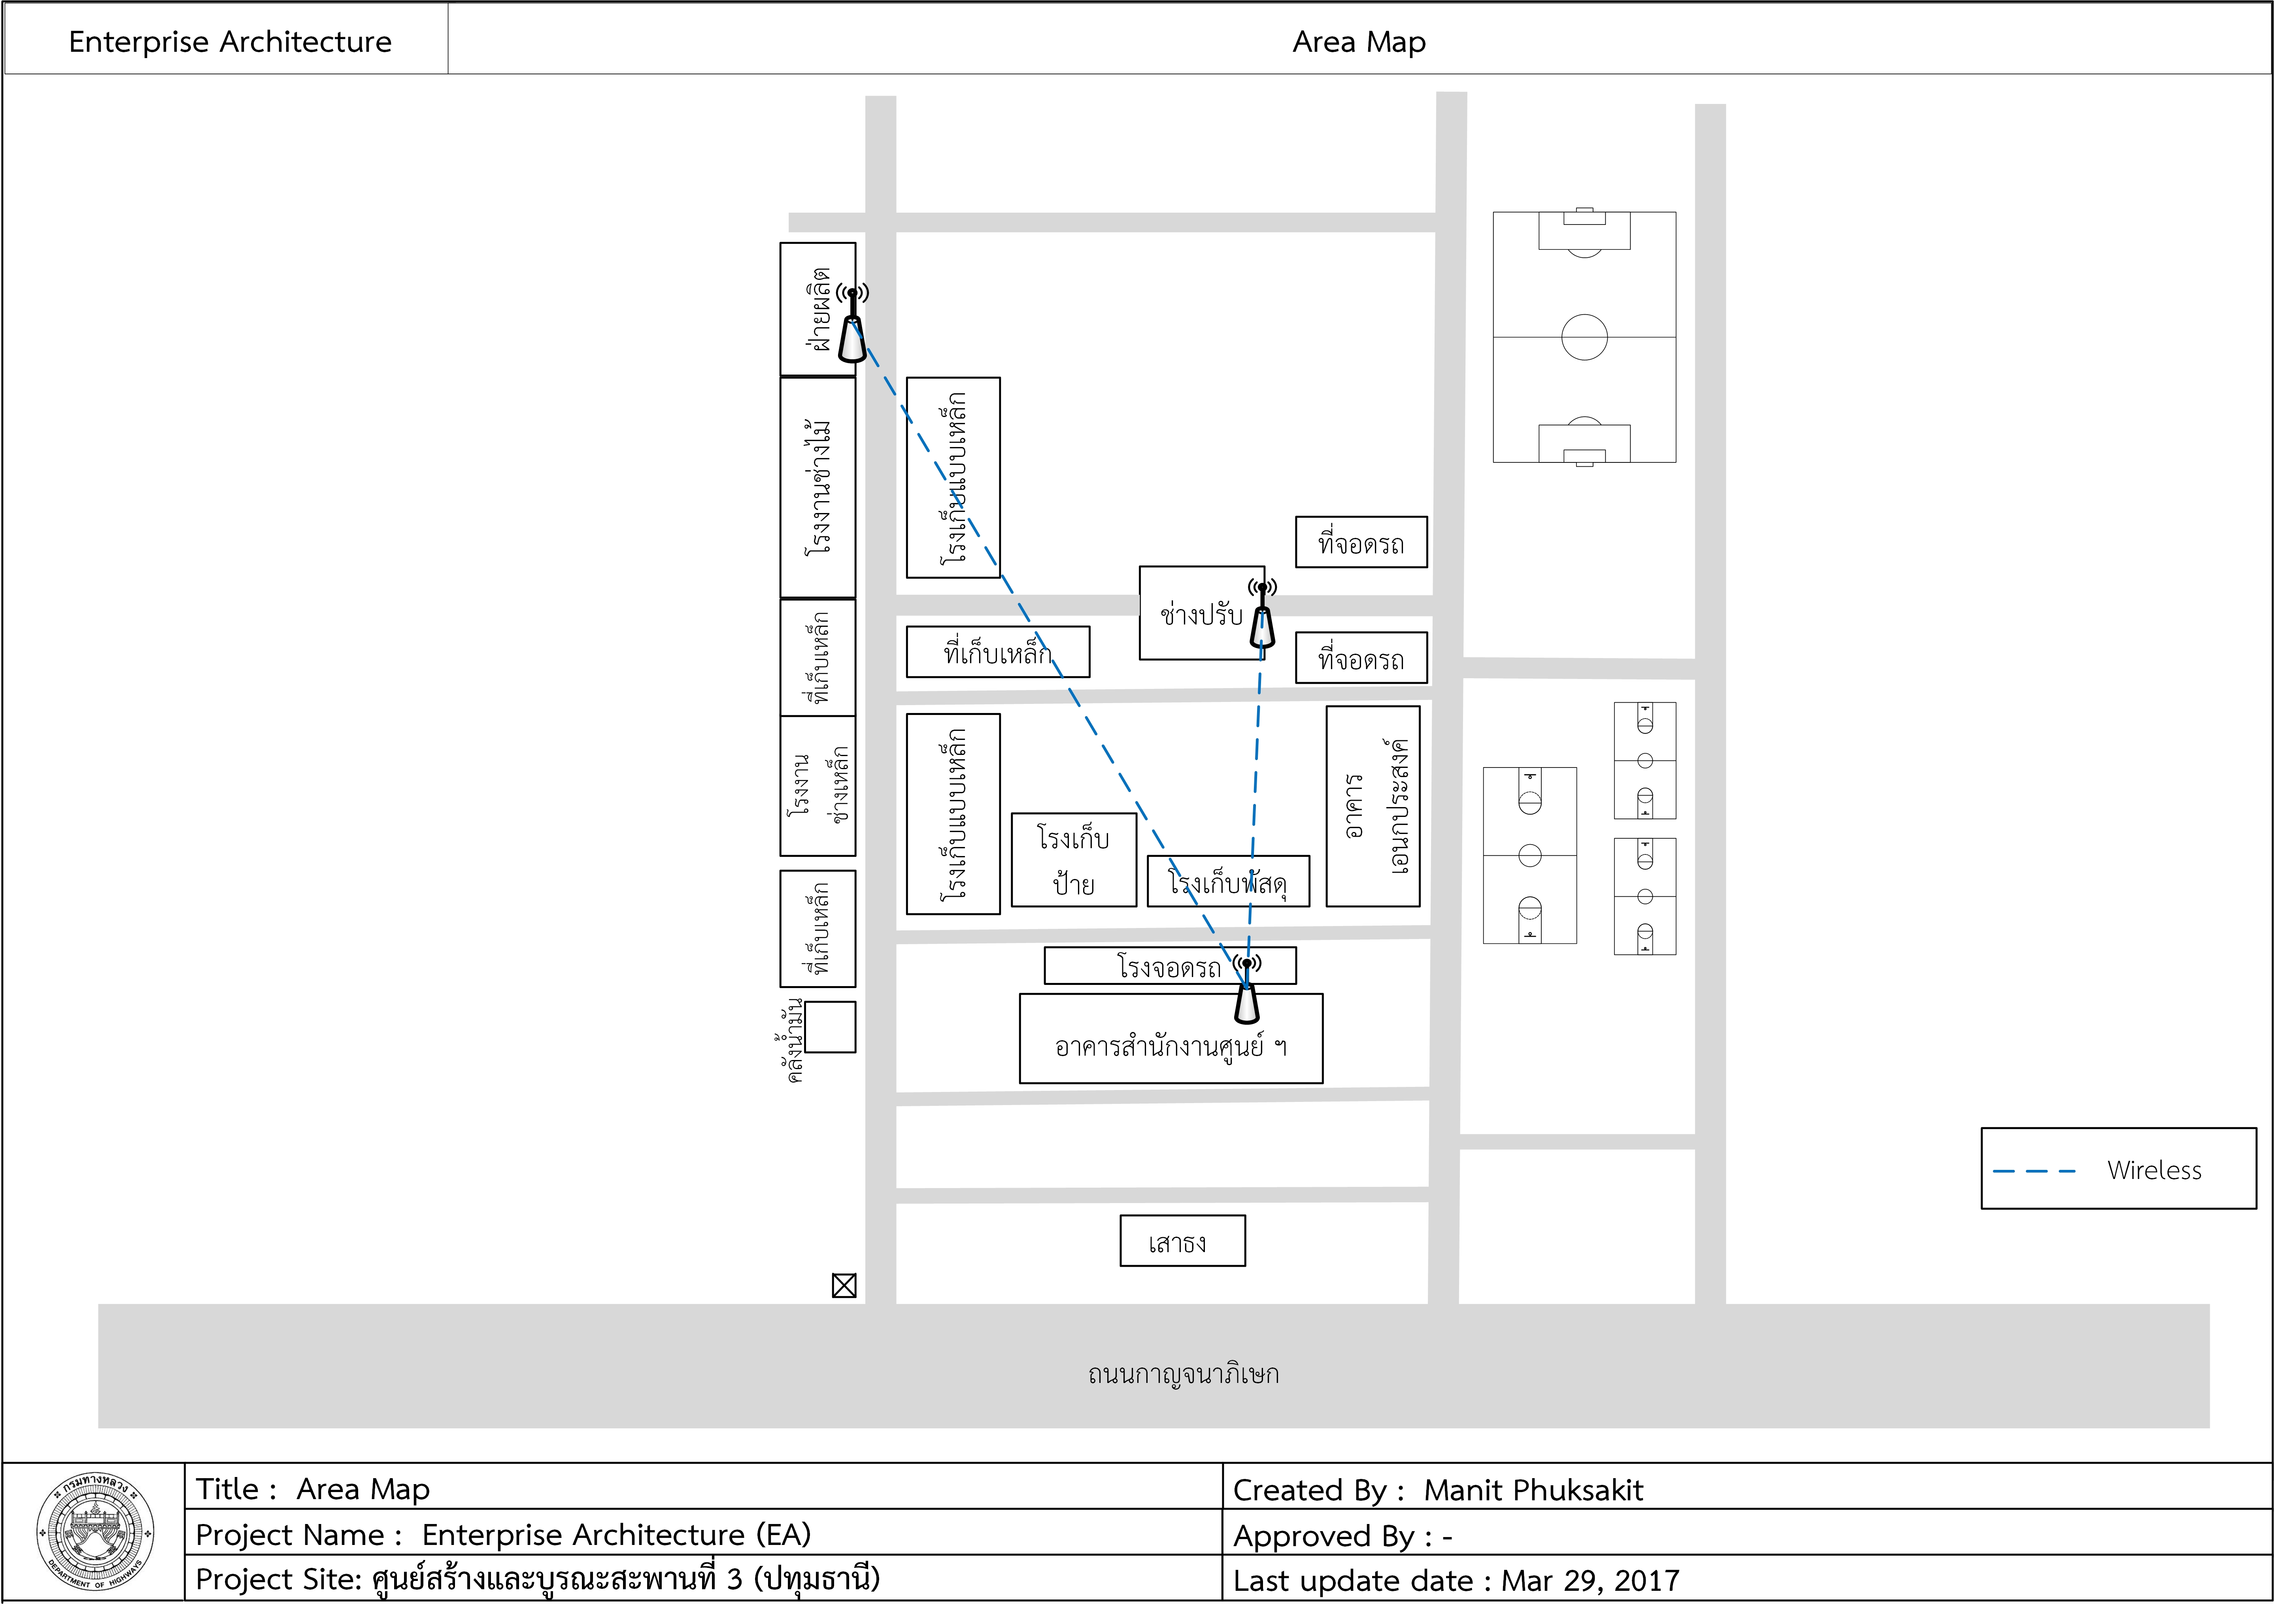 Enterprise Architecture
Area Map
ฝ่ายผลิต
โรงงานช่างไม้
โรงเก็บแบบเหล็ก
ที่จอดรถ
ช่างปรับ
ที่เก็บเหล็ก
ที่เก็บเหล็ก
ที่จอดรถ
โรงงาน
ช่างเหล็ก
โรงเก็บแบบเหล็ก
โรงเก็บ
ป้าย
โรงเก็บพัสดุ
อาคาร
เอนกประสงค์
ที่เก็บเหล็ก
โรงจอดรถ
คลังน้ำมัน
อาคารสำนักงานศูนย์ ฯ
Wireless
เสาธง
ถนนกาญจนาภิเษก
กรมทางหลวง
DEPARTMENT OF HIGHWAYS
Title : Area Map
Created By : Manit Phuksakit
Project Name : Enterprise Architecture (EA)
Approved By : -
Project Site: ศูนย์สร้างและบูรณะสะพานที่ 3 (ปทุมธานี)
Last update date : Mar 29, 2017